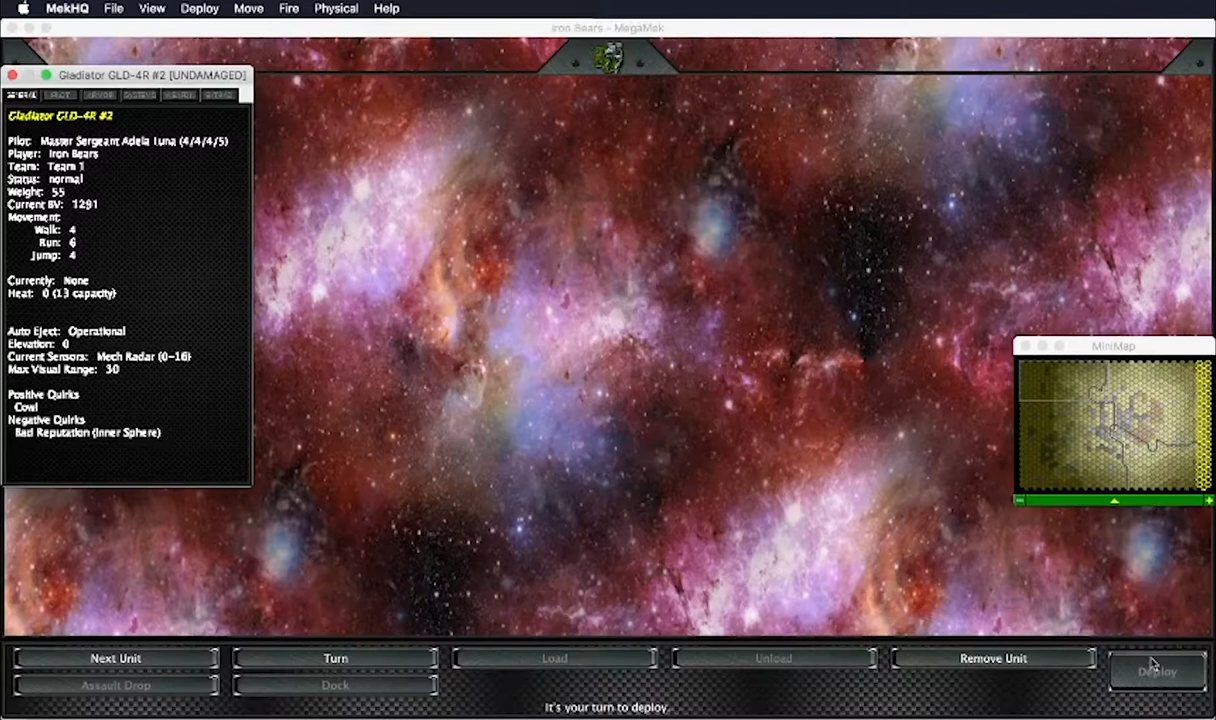 MekHQ File View Deploy Move Fire Physical Help
Iron Bears - MegaMek
Gladiator GLD-4R #2 [UNDAMAGED]
Gladiator GLD-4R #2
Pilot: Master Sergeant Adela Luna (4/4/4/5)
Player: Iron Bears
Team: Team 1
Status: normal
Weight: 55
Current BV: 1291
Movement:
Walk: 4
Run: 6
Jump: 4
Currently: None
Heat: 0 (13 capacity)
Auto Eject: Operational
Elevation: 0
Current Sensors: Mech Radar (0-16)
Max Visual Range: 30
Positive Quirks
Cowl
Negative Quirks
Bad Reputation (Inner Sphere)
MiniMap
Next Unit Turn Load Unload Remove Unit Deploy
Assault Drop Dock
It's your turn to deploy.